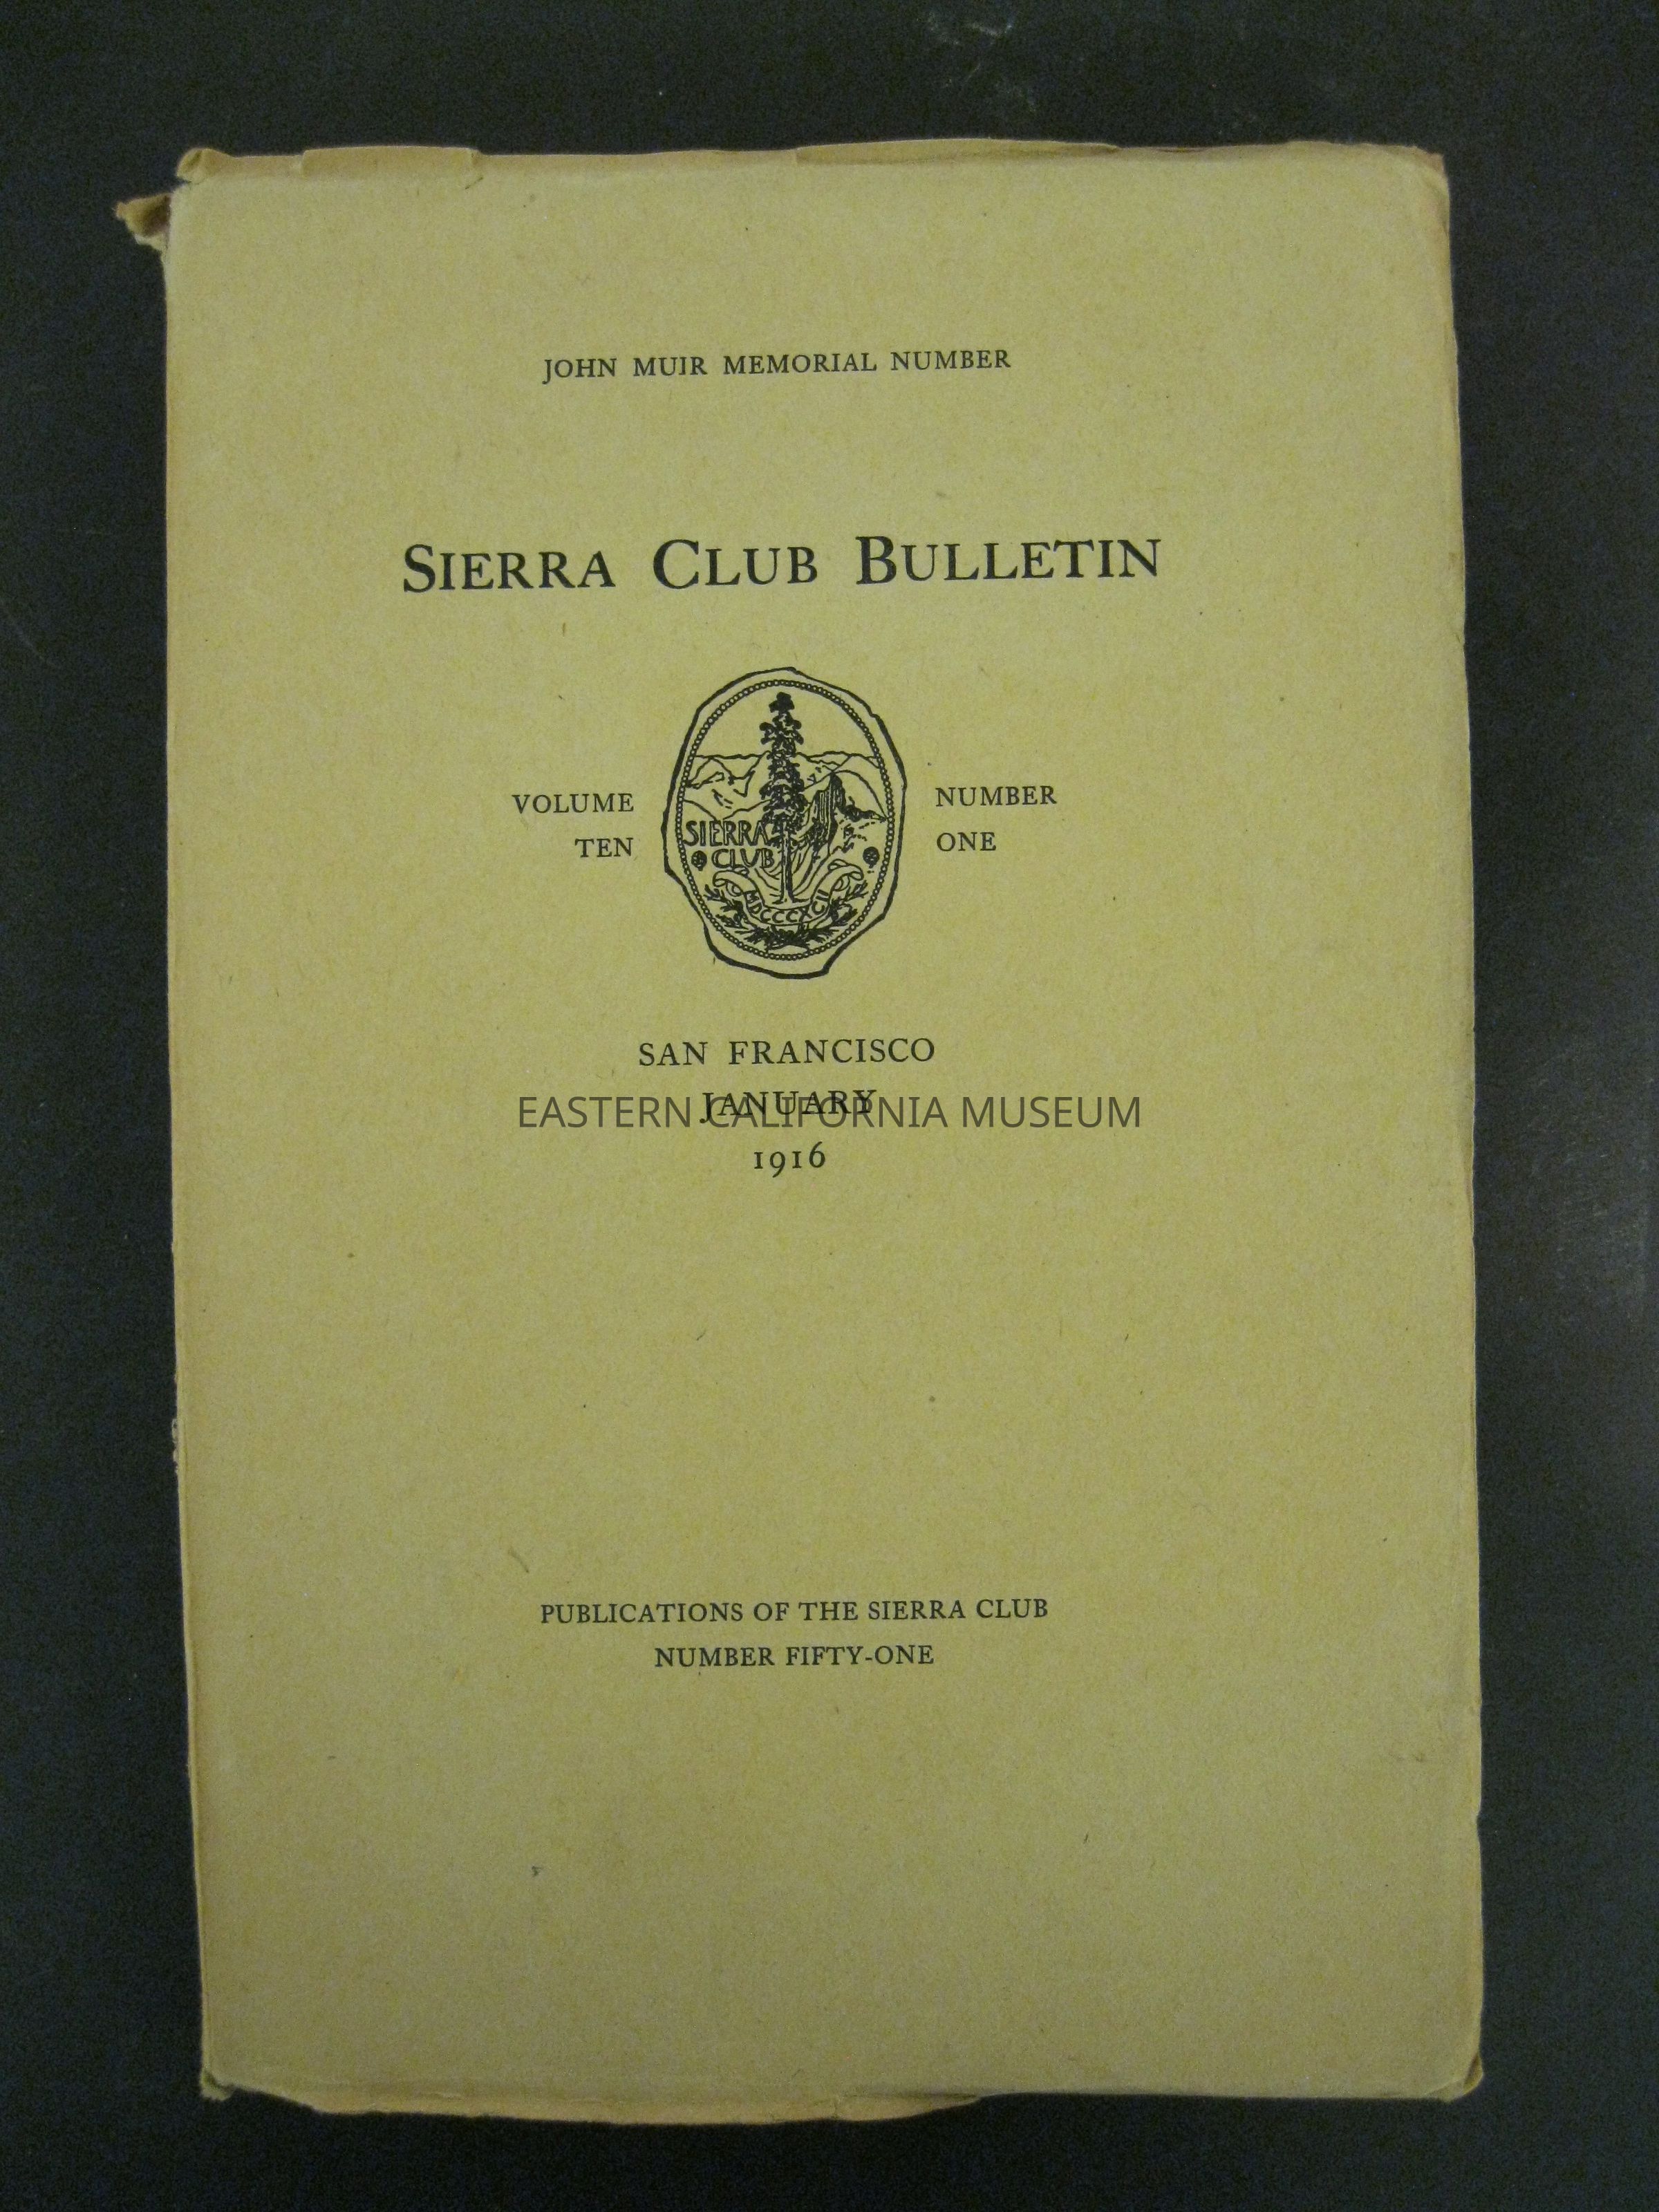 JOHN MUIR MEMORIAL NUMBER
SIERRA CLUB BULLETIN
VOLUME
TEN
SIERRA
CLUB
MDCCCXCII
NUMBER
ONE
SAN FRANCISCO
JANUARY
EASTERN CALIFORNIA MUSEUM
1916
PUBLICATIONS OF THE SIERRA CLUB
NUMBER FIFTY-ONE